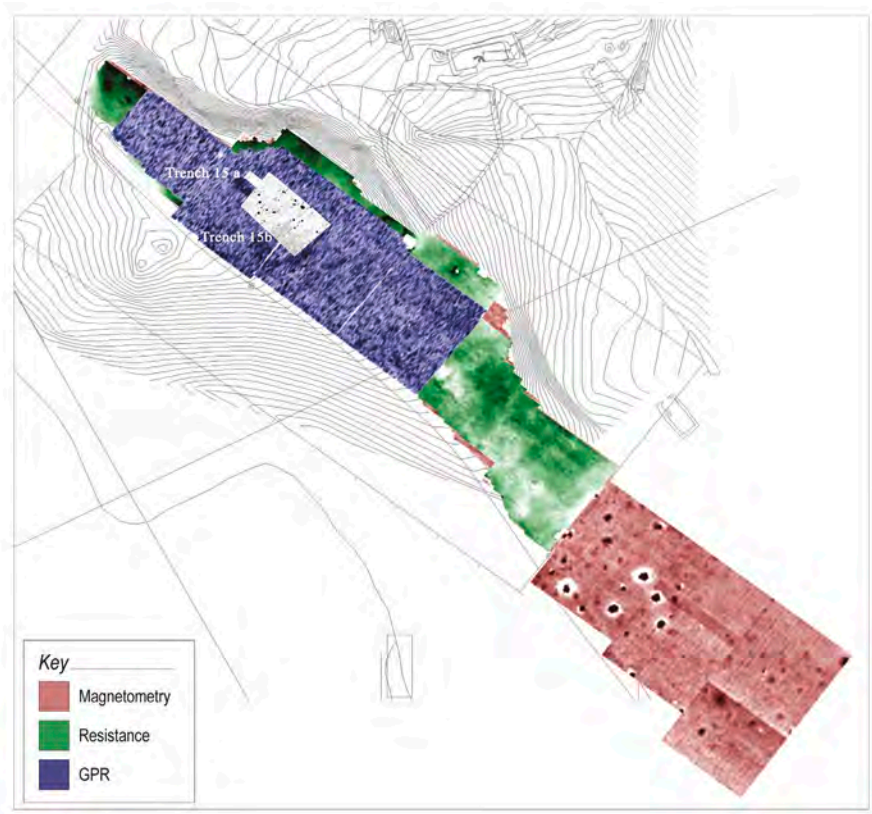 Trench 15 a
Trench 15b
Key
Magnetometry
Resistance
GPR